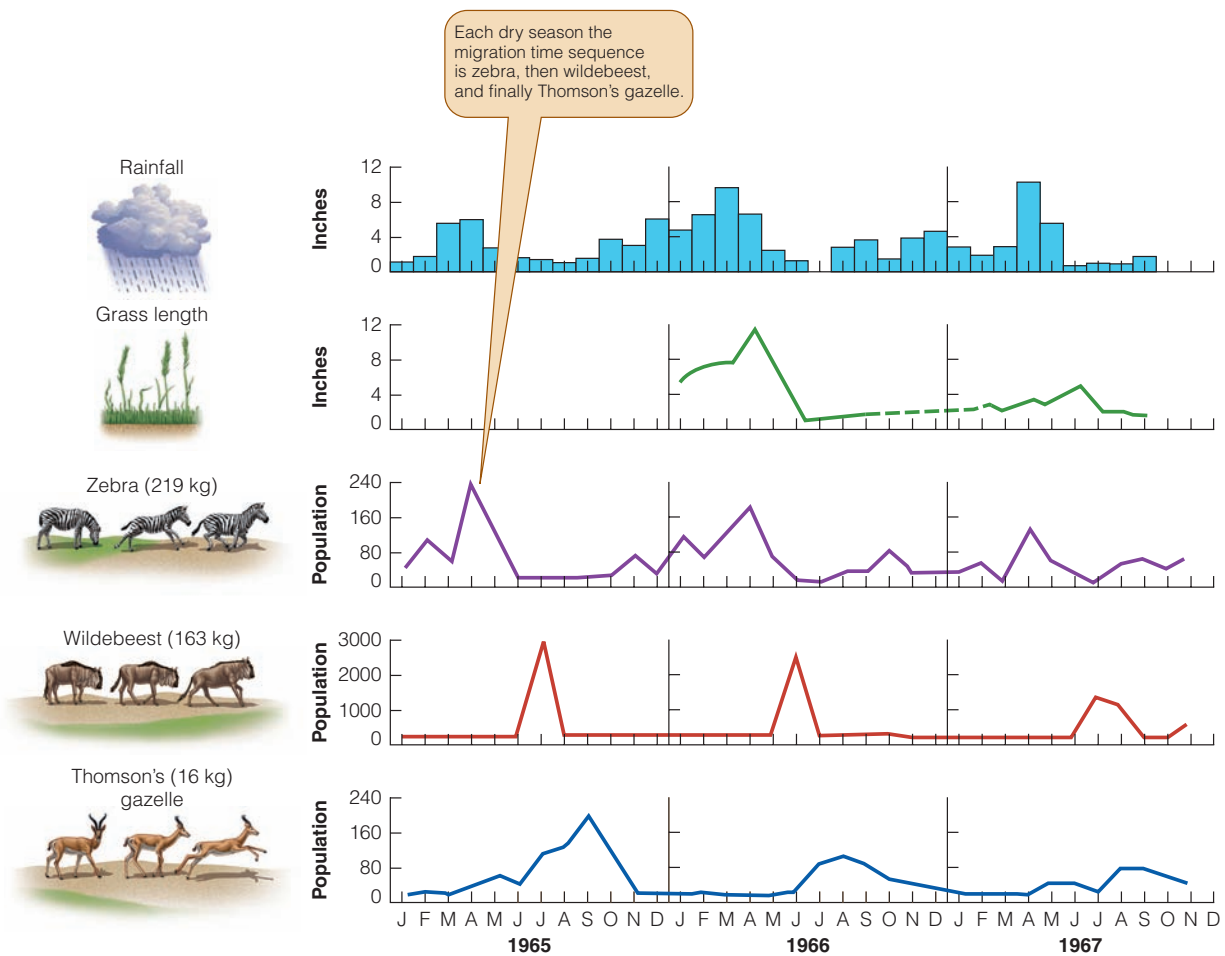 Each dry season the
migration time sequence
is zebra, then wildebeest,
and finally Thomson's gazelle.
Rainfall
Inches
12
8
4
0
Grass length
Inches
12
8
4
0
Zebra (219 kg)
Population
240
160
80
0
Wildebeest (163 kg)
Population
3000
2000
1000
0
Thomson's (16 kg)
gazelle
Population
240
160
80
0
J F M A M J J A S O N D J F M A M J J A S O N D J F M A M J J A S O N D
1965 1966 1967